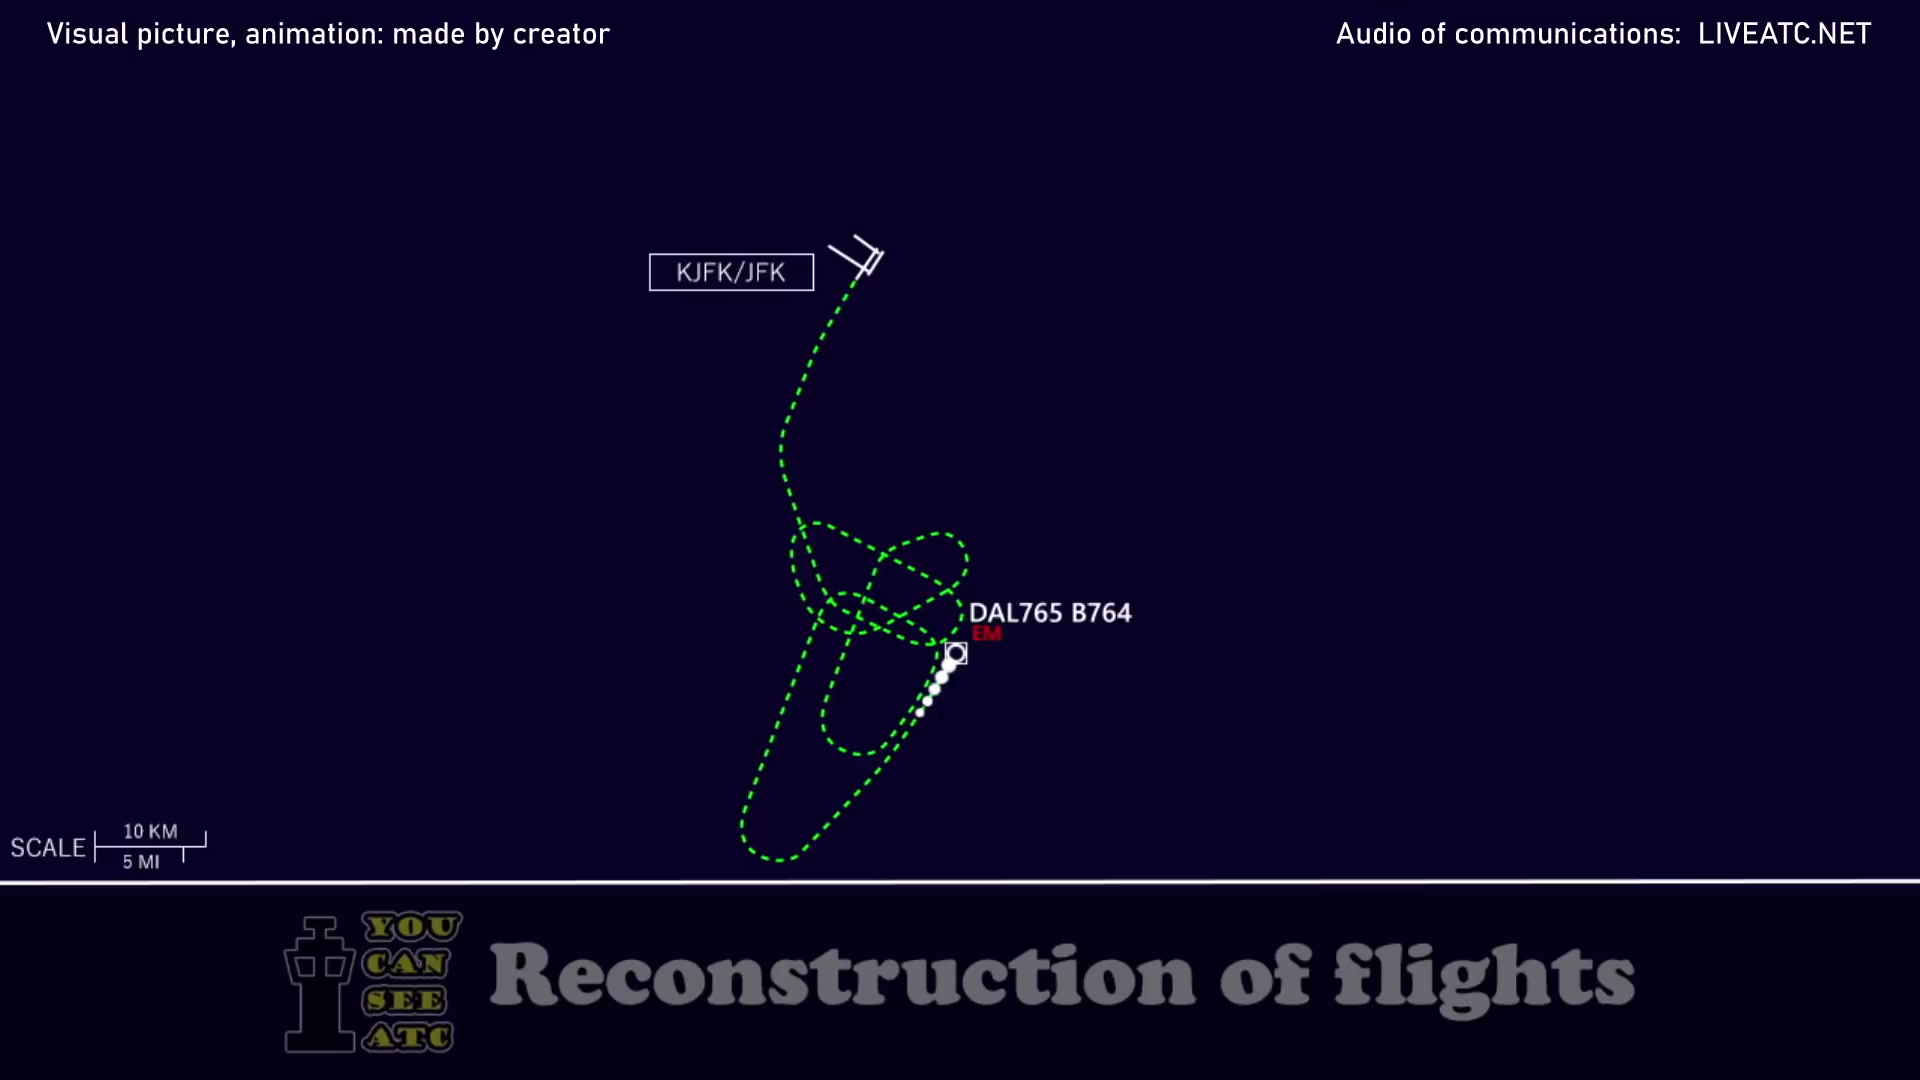 Visual picture, animation: made by creator
Audio of communications: LIVEATC.NET
KJFK/JFK
DAL765 B764
EM
SCALE
10 KM
5 MI
YOU
CAN
SEE
ATC
Reconstruction of flights